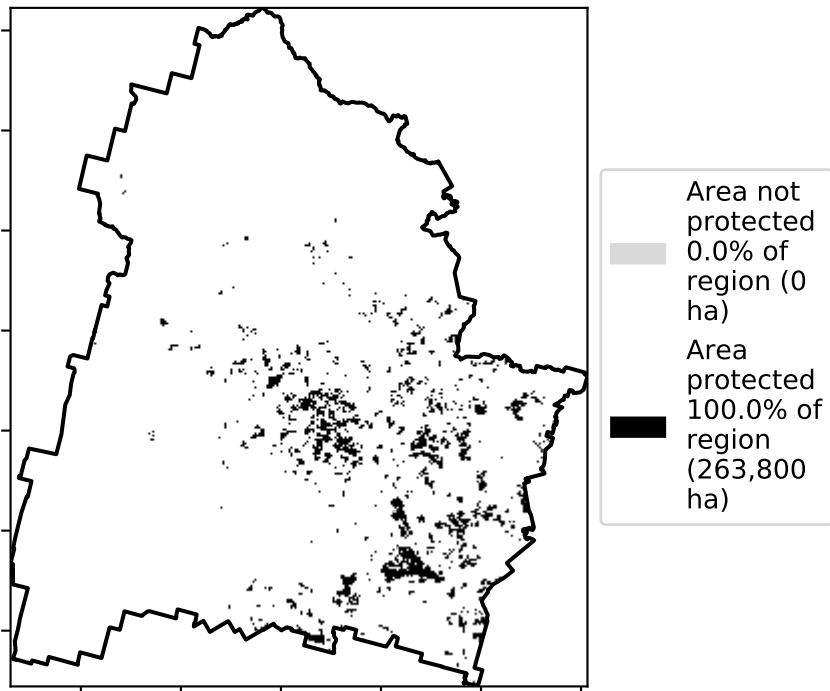 Area not
protected
0.0% of
region (0
ha)
Area
protected
100.0% of
region
(263,800
ha)